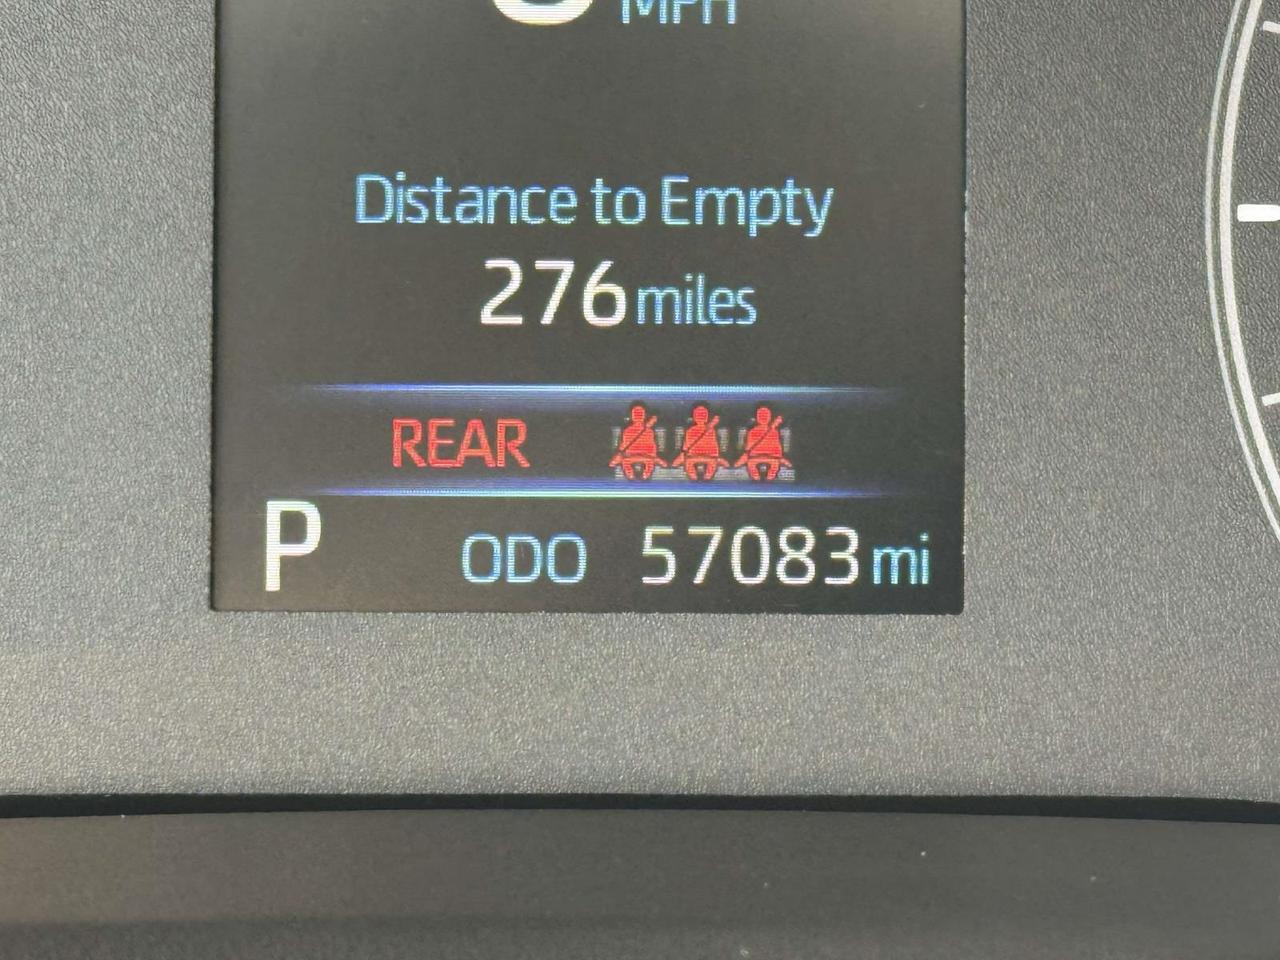 MPH
Distance to Empty
276 miles
REAR
P ODO 57083 mi